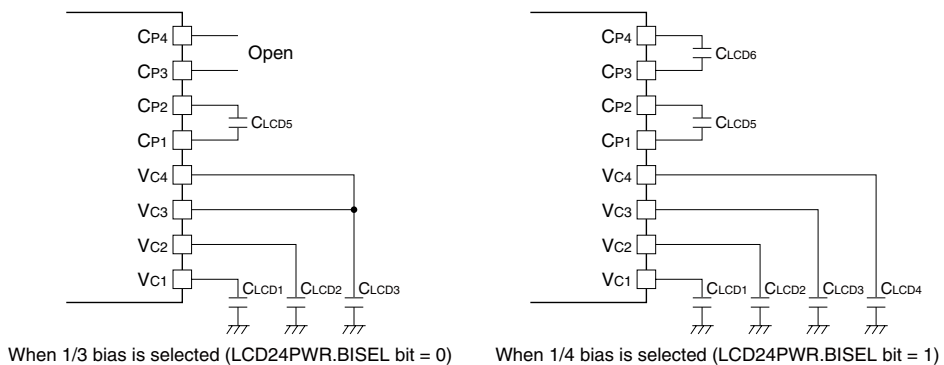 CP4
Open
CP3
CP2
CLCD5
CP1
VC4
VC3
VC2
VC1
CLCD1
CLCD2
CLCD3
When 1/3 bias is selected (LCD24PWR.BISEL bit = 0)
CP4
CLCD6
CP3
CP2
CLCD5
CP1
VC4
VC3
VC2
VC1
CLCD1
CLCD2
CLCD3
CLCD4
When 1/4 bias is selected (LCD24PWR.BISEL bit = 1)